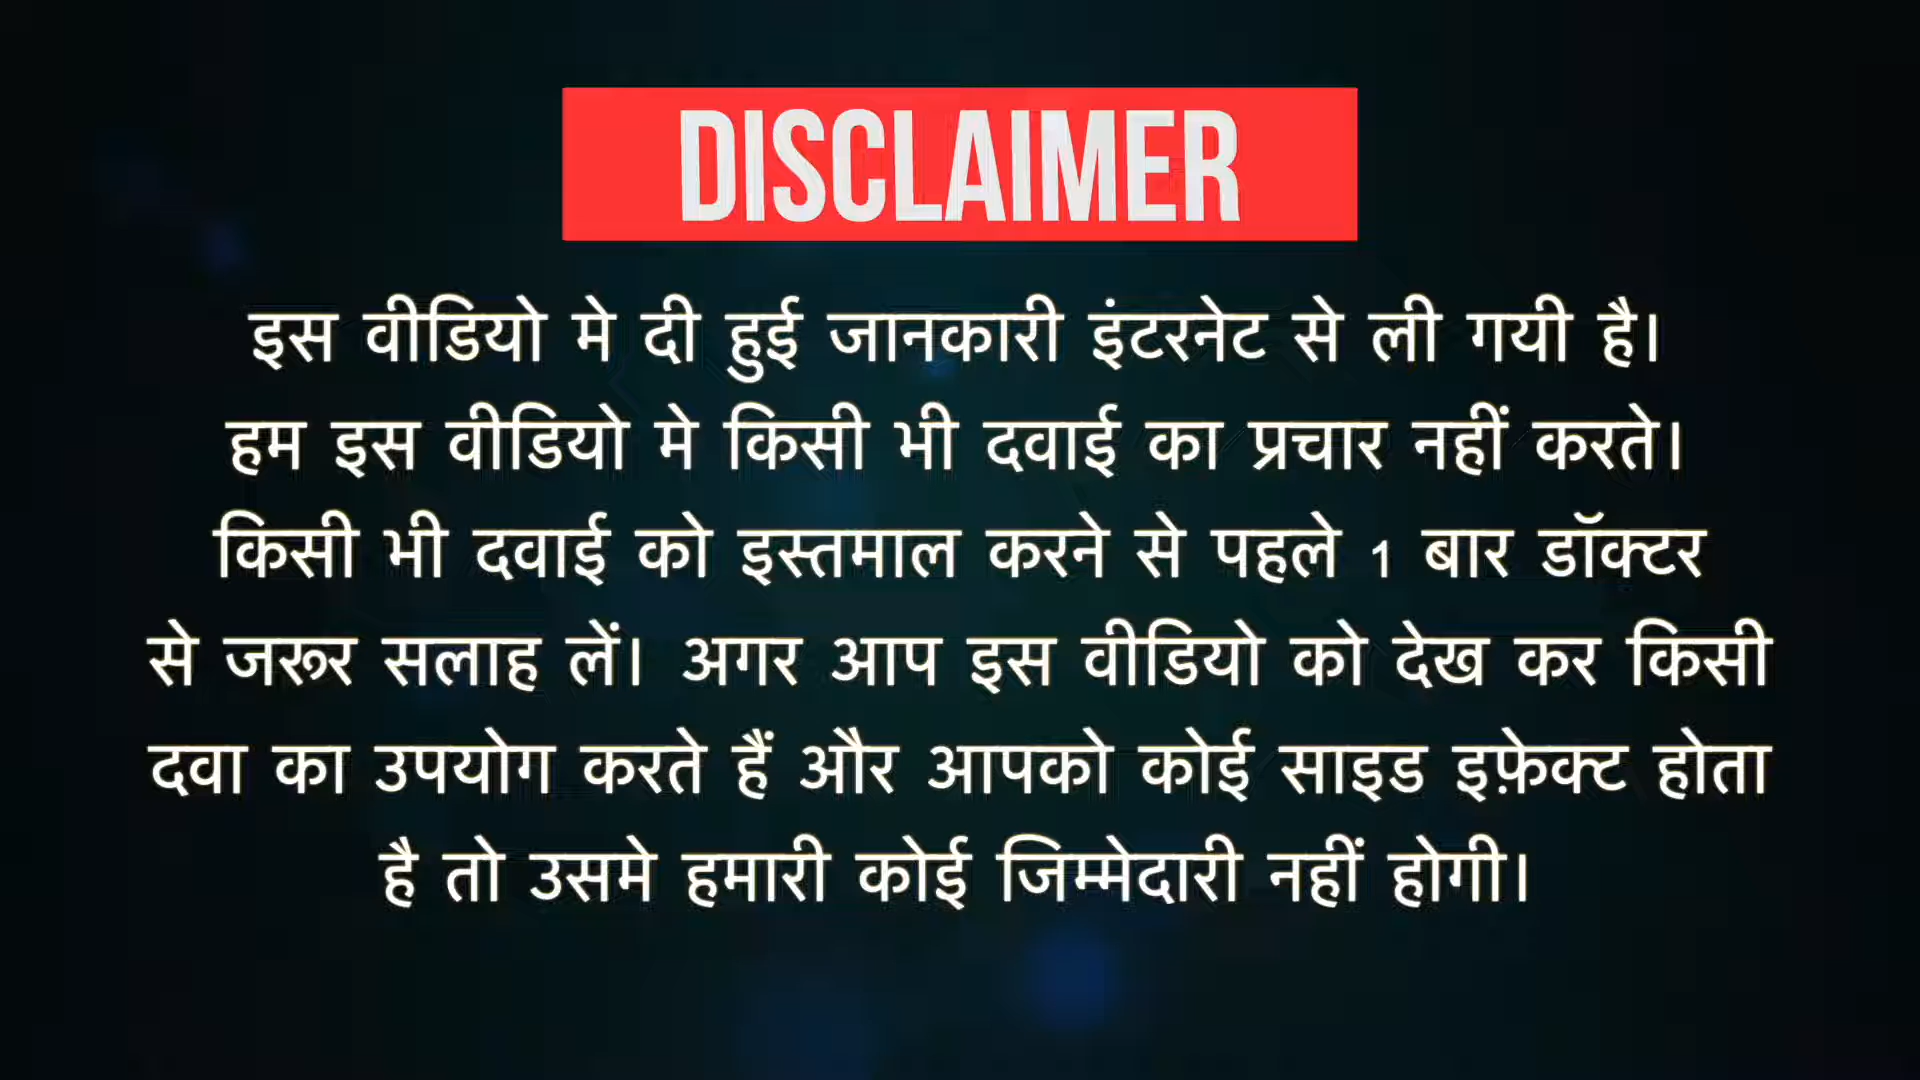 DISCLAIMER
इस वीडियो मे दी हुई जानकारी इंटरनेट से ली गयी है।
हम इस वीडियो मे किसी भी दवाई का प्रचार नहीं करते।
किसी भी दवाई को इस्तमाल करने से पहले 1 बार डॉक्टर
से जरूर सलाह लें। अगर आप इस वीडियो को देख कर किसी
दवा का उपयोग करते हैं और आपको कोई साइड इफ़ेक्ट होता
है तो उसमे हमारी कोई जिम्मेदारी नहीं होगी।